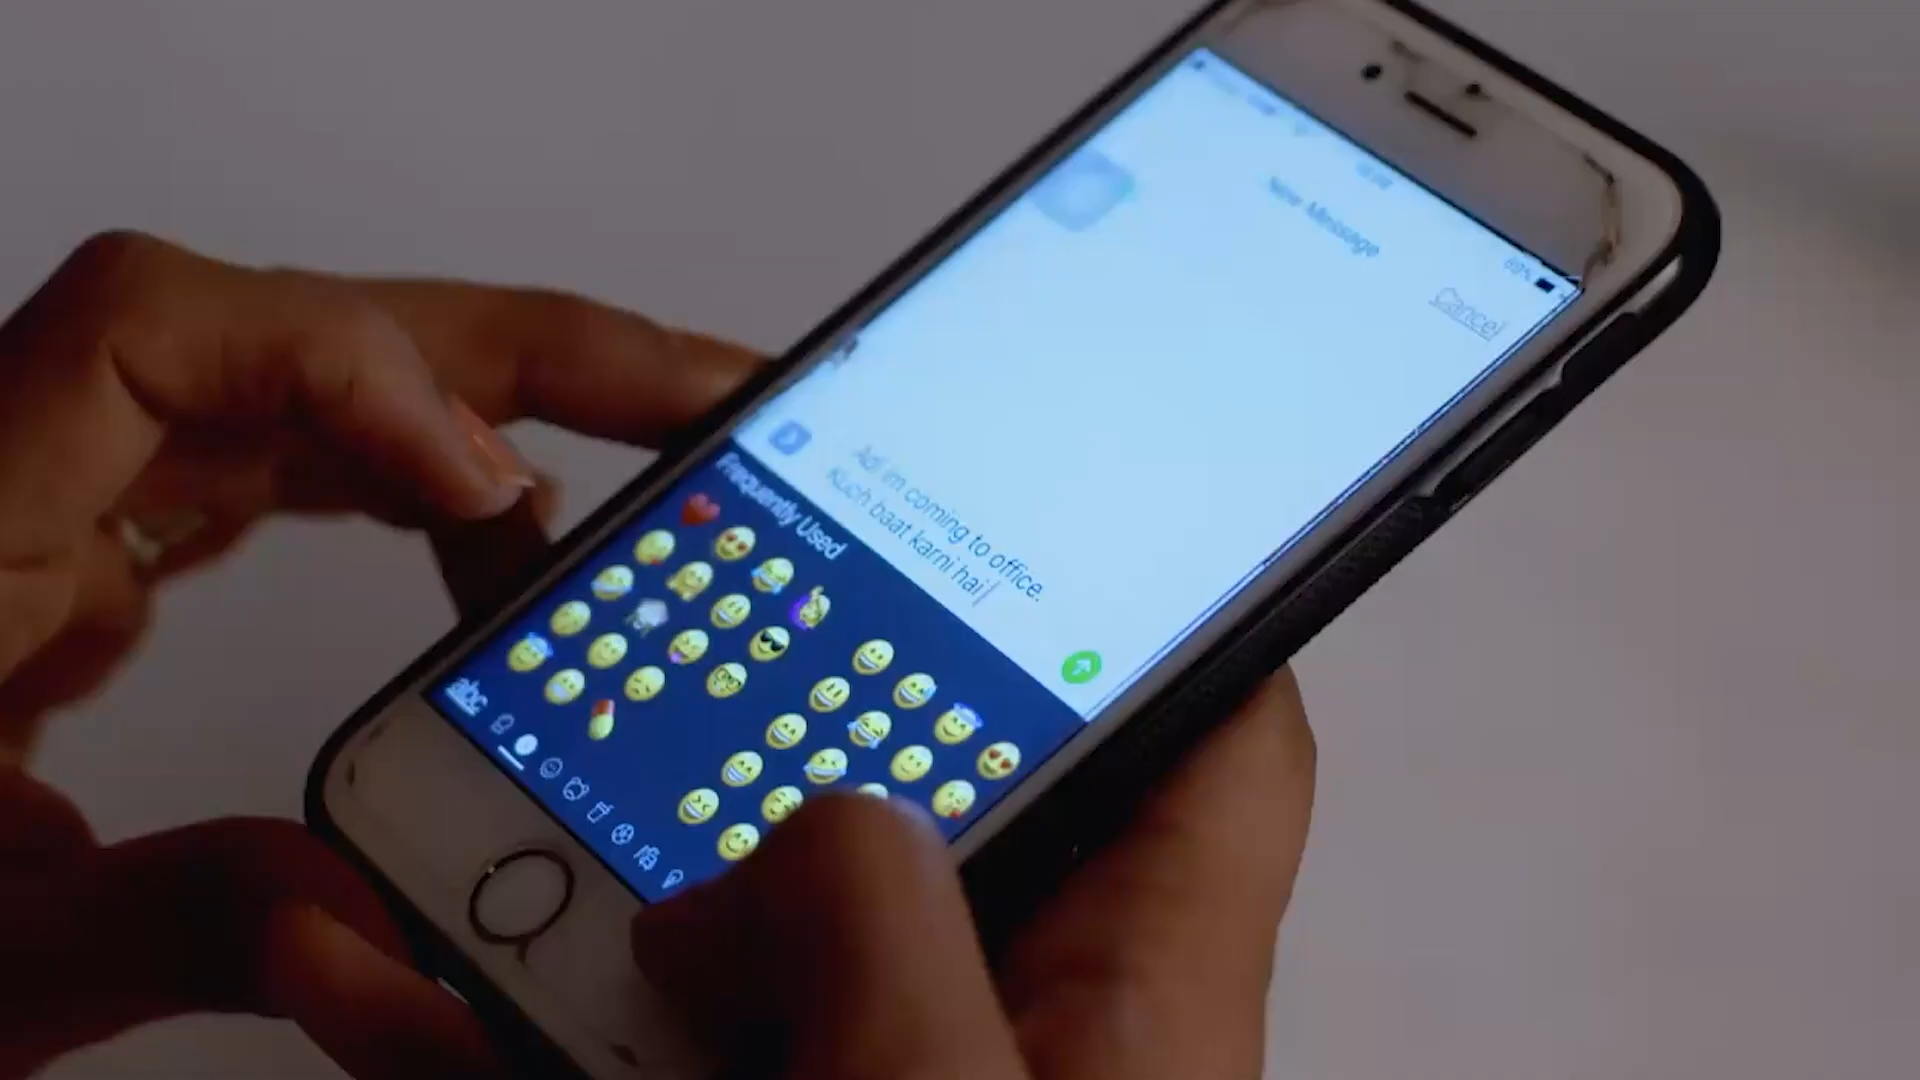 New Message
Cancel
Adi im coming to office.
Kuch baat karni hai
Frequently Used
abc